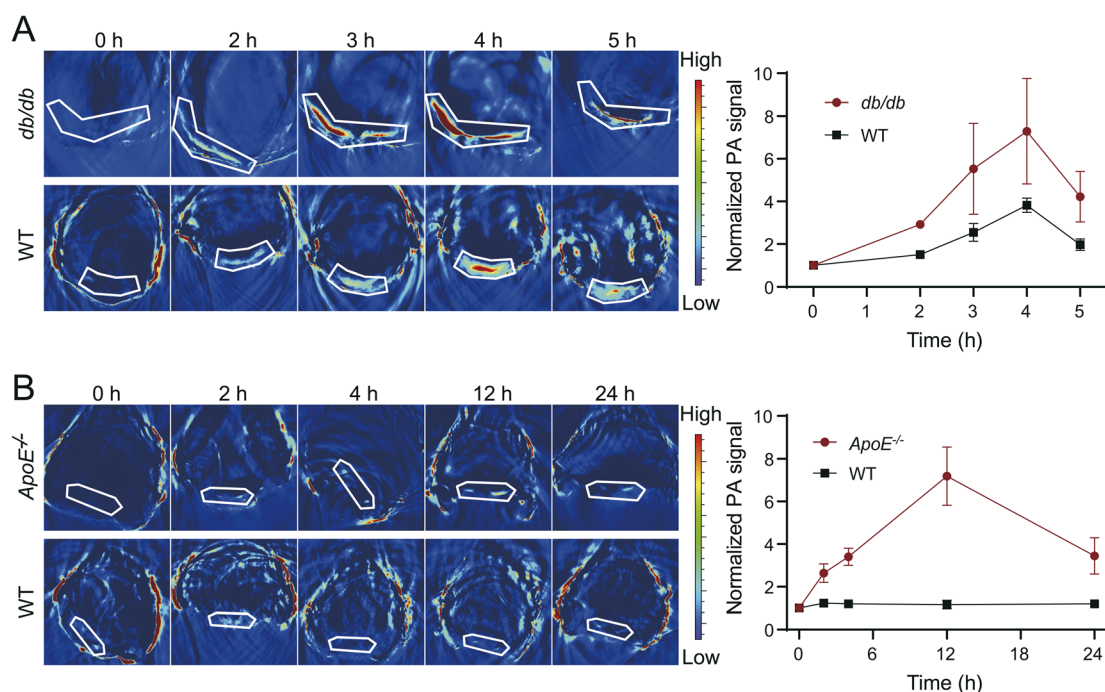 A
0 h 2 h 3 h 4 h 5 h
db/db
WT
High
Low
Normalized PA signal
10
8
6
4
2
0
db/db
WT
0 1 2 3 4 5
Time (h)
B
0 h 2 h 4 h 12 h 24 h
ApoE-/-
WT
High
Low
Normalized PA signal
10
8
6
4
2
0
ApoE-/-
WT
0 6 12 18 24
Time (h)